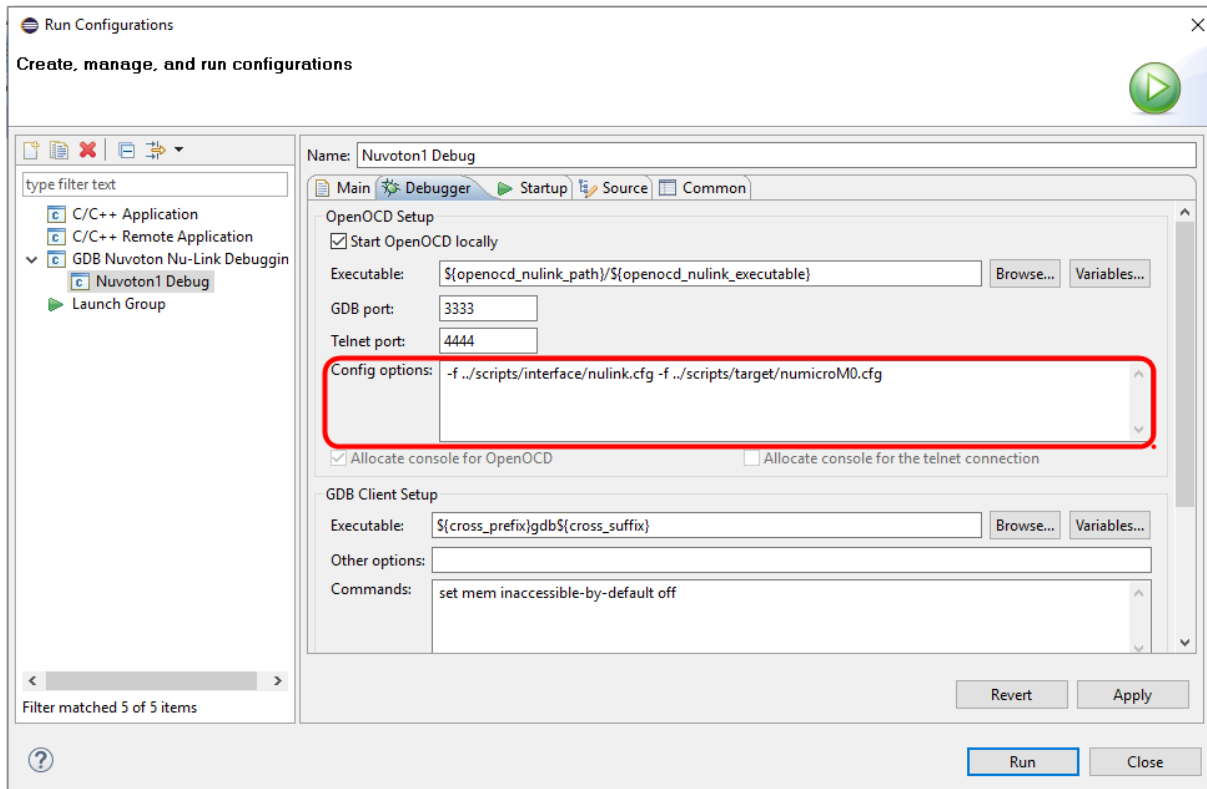 Run Configurations
Create, manage, and run configurations
type filter text
C/C++ Application
C/C++ Remote Application
GDB Nuvoton Nu-Link Debuggin
Nuvoton1 Debug
Launch Group
Filter matched 5 of 5 items
Name: Nuvoton1 Debug
Main Debugger Startup Source Common
OpenOCD Setup
Start OpenOCD locally
Executable: ${openocd_nulink_path}/${openocd_nulink_executable} Browse... Variables...
GDB port: 3333
Telnet port: 4444
Config options: -f ../scripts/interface/nulink.cfg -f ../scripts/target/numicroM0.cfg
Allocate console for OpenOCD Allocate console for the telnet connection
GDB Client Setup
Executable: ${cross_prefix}gdb${cross_suffix} Browse... Variables...
Other options:
Commands: set mem inaccessible-by-default off
Revert Apply
Run Close